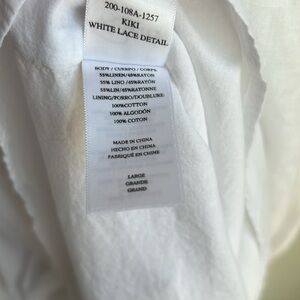 200-108A-1257
KIKI
WHITE LACE DETAIL
BODY / CUERPO / CORPS:
55%LINEN/45%RAYON
55% LINO /45%RAYON
55%LIN/45%RAYONNE
LINING/FORRO/DOUBLURE:
100%COTTON
100% ALGODÓN
100% COTON
MADE IN CHINA
HECHO EN CHINA
FABRIQUÉ EN CHINE
LARGE
GRANDE
GRAND